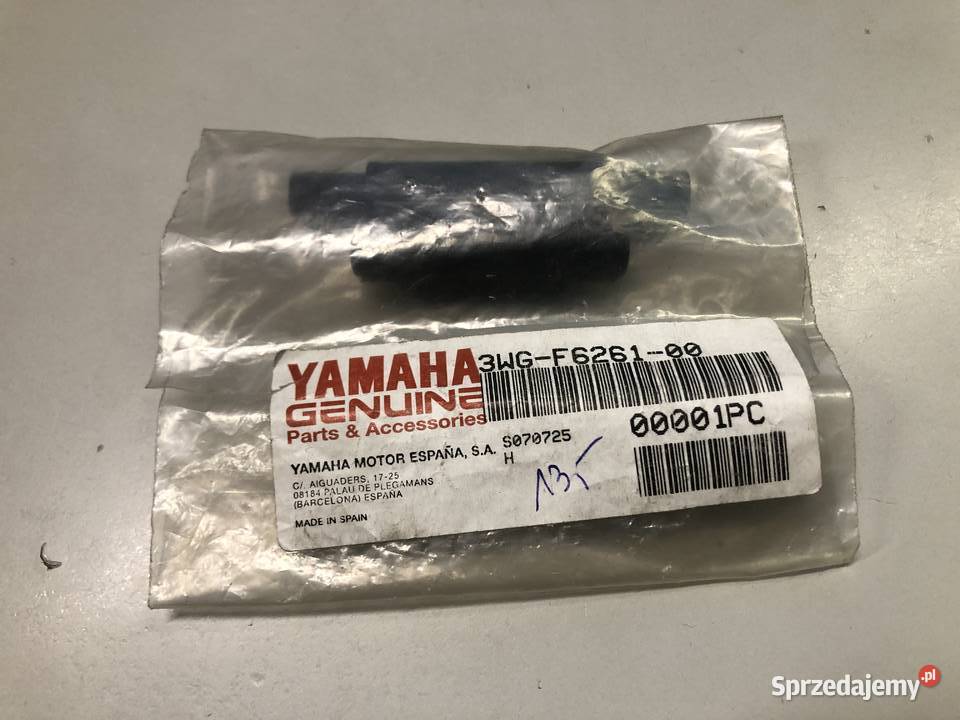 YAMAHA
GENUINE
Parts & Accessories
3WG-F6261-00
00001PC
YAMAHA MOTOR ESPAÑA, S.A.
S070725
H
C/. AIGUADERS, 17-25
08184 PALAU DE PLEGAMANS
(BARCELONA) ESPAÑA
MADE IN SPAIN
13,-
Sprzedajemy.pl